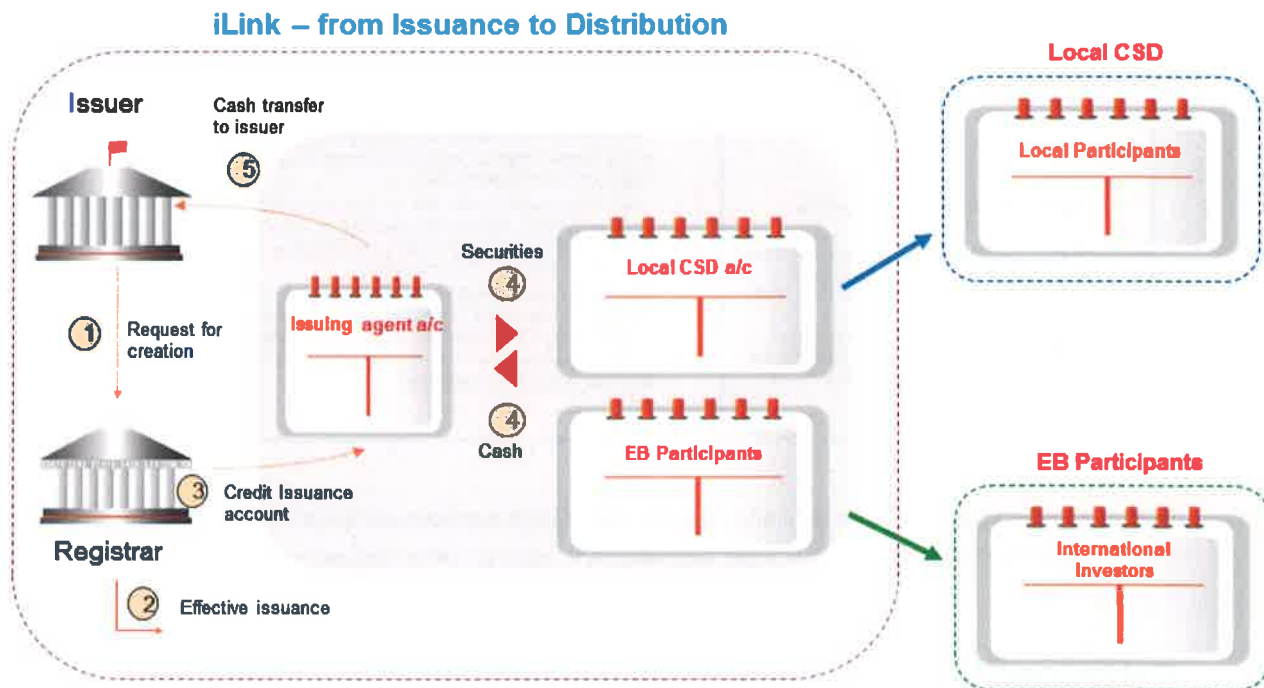 iLink – from Issuance to Distribution
Issuer
Cash transfer
to issuer
5
1
Request for
creation
Issuing agent a/c
Securities
4
4
Cash
Local CSD a/c
EB Participants
3
Credit Issuance
account
Registrar
2
Effective issuance
Local CSD
Local Participants
EB Participants
International
Investors